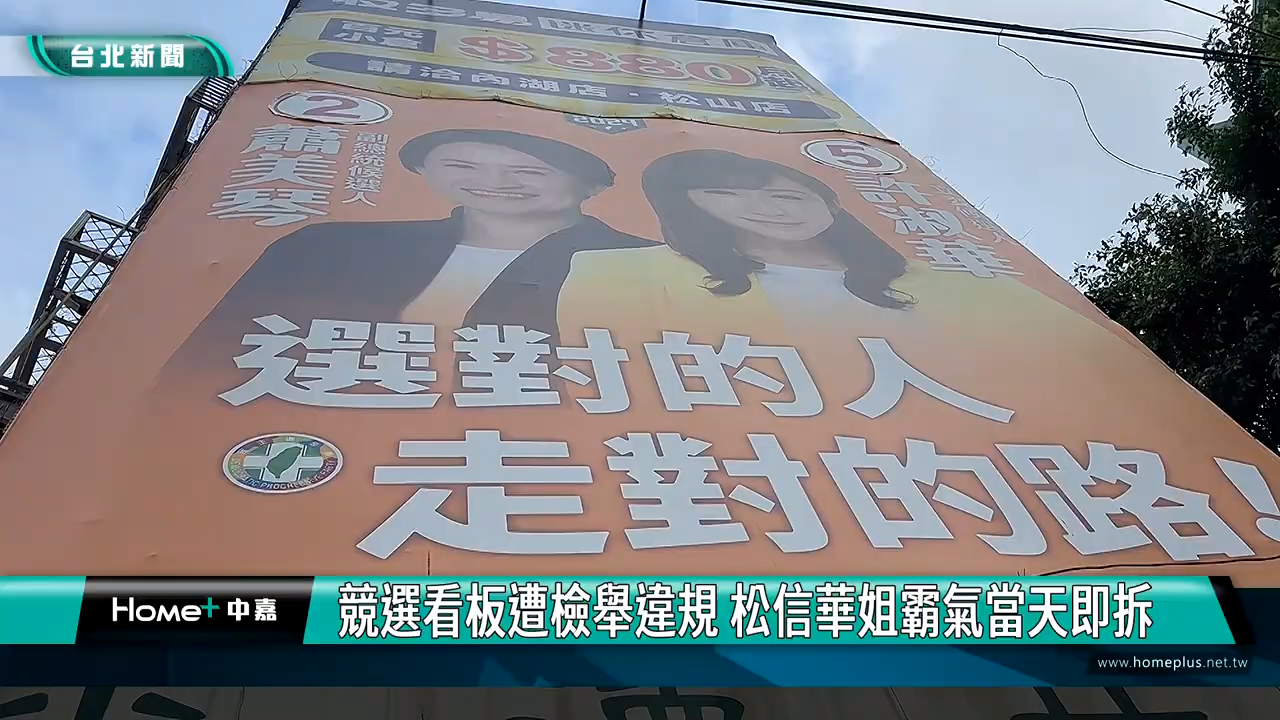 台北新聞
$880
請洽內湖店・松山店
2024
2
蕭美琴
副總統候選人
5
許淑華
選對的人
走對的路!
Home+中嘉
競選看板遭檢舉違規 松信華姐霸氣當天即拆
www.homeplus.net.tw